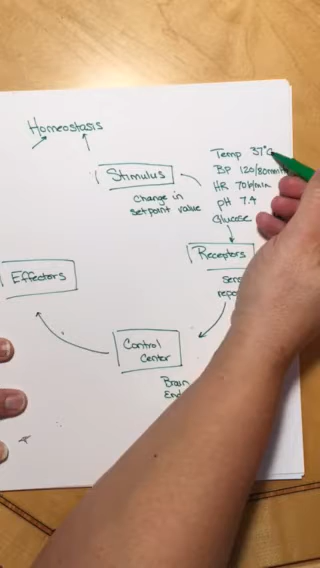 Homeostasis
Stimulus
change in
setpoint value
Temp 37°C
BP 120/80mmH
HR 70b/min
pH 7.4
Glucose
Receptors
Effectors
Control
Center
Brain